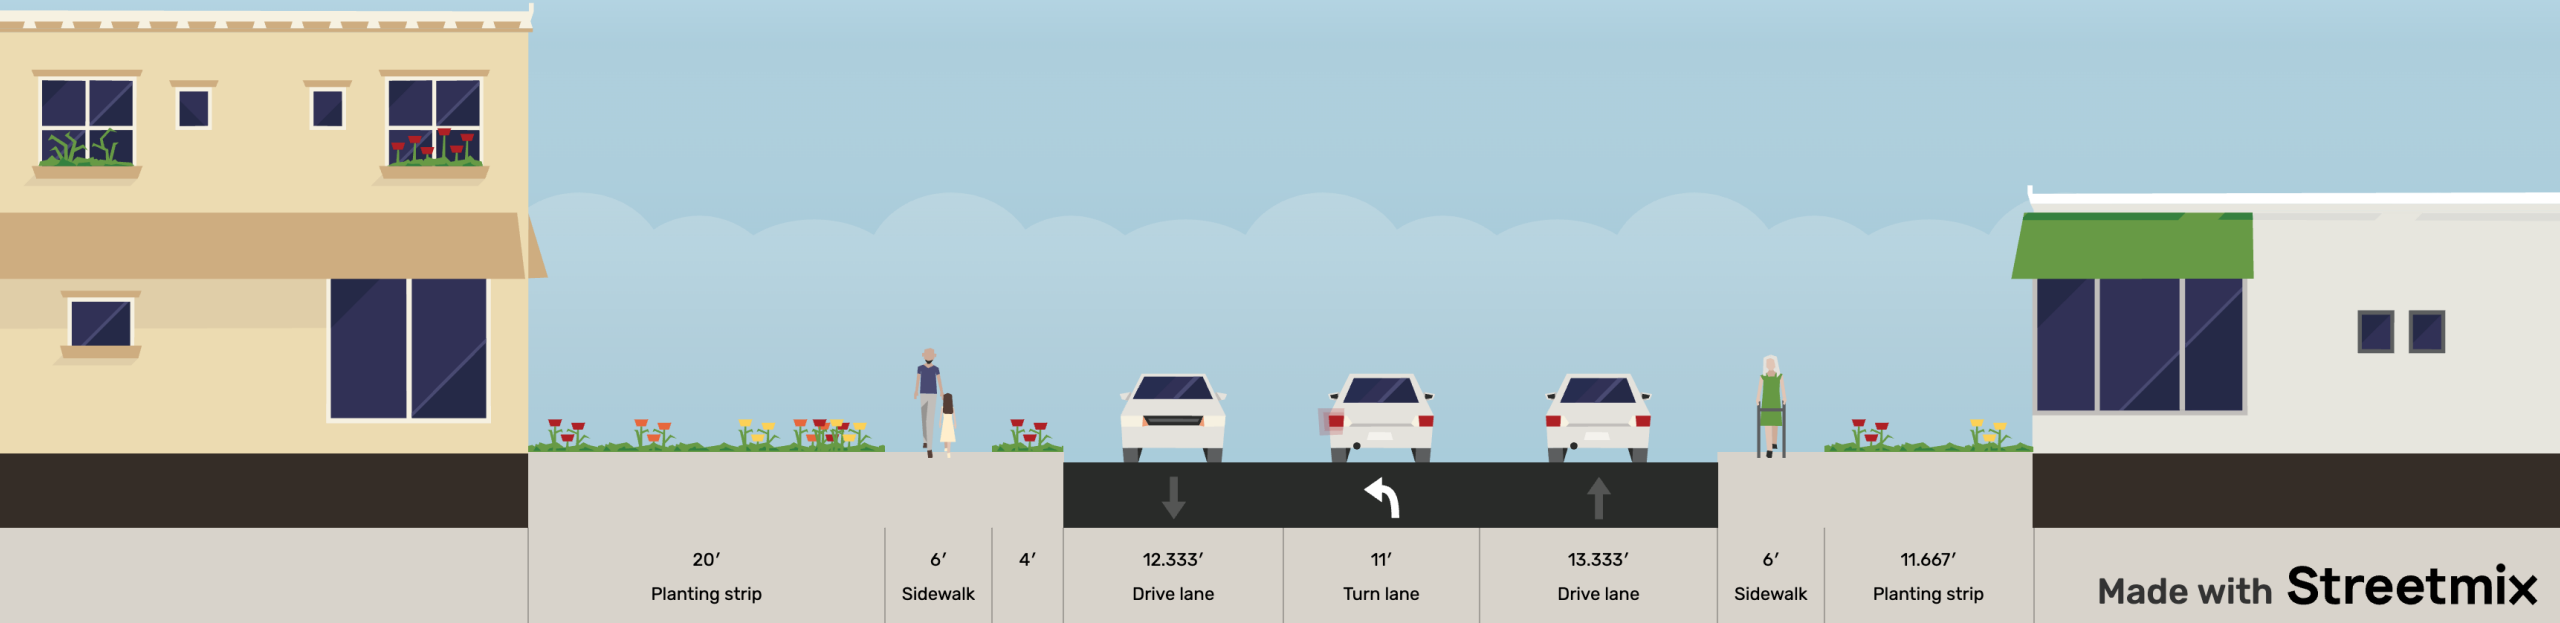 20′
Planting strip
6′
Sidewalk
4′
12.333′
Drive lane
11′
Turn lane
13.333′
Drive lane
6′
Sidewalk
11.667′
Planting strip
Made with Streetmix